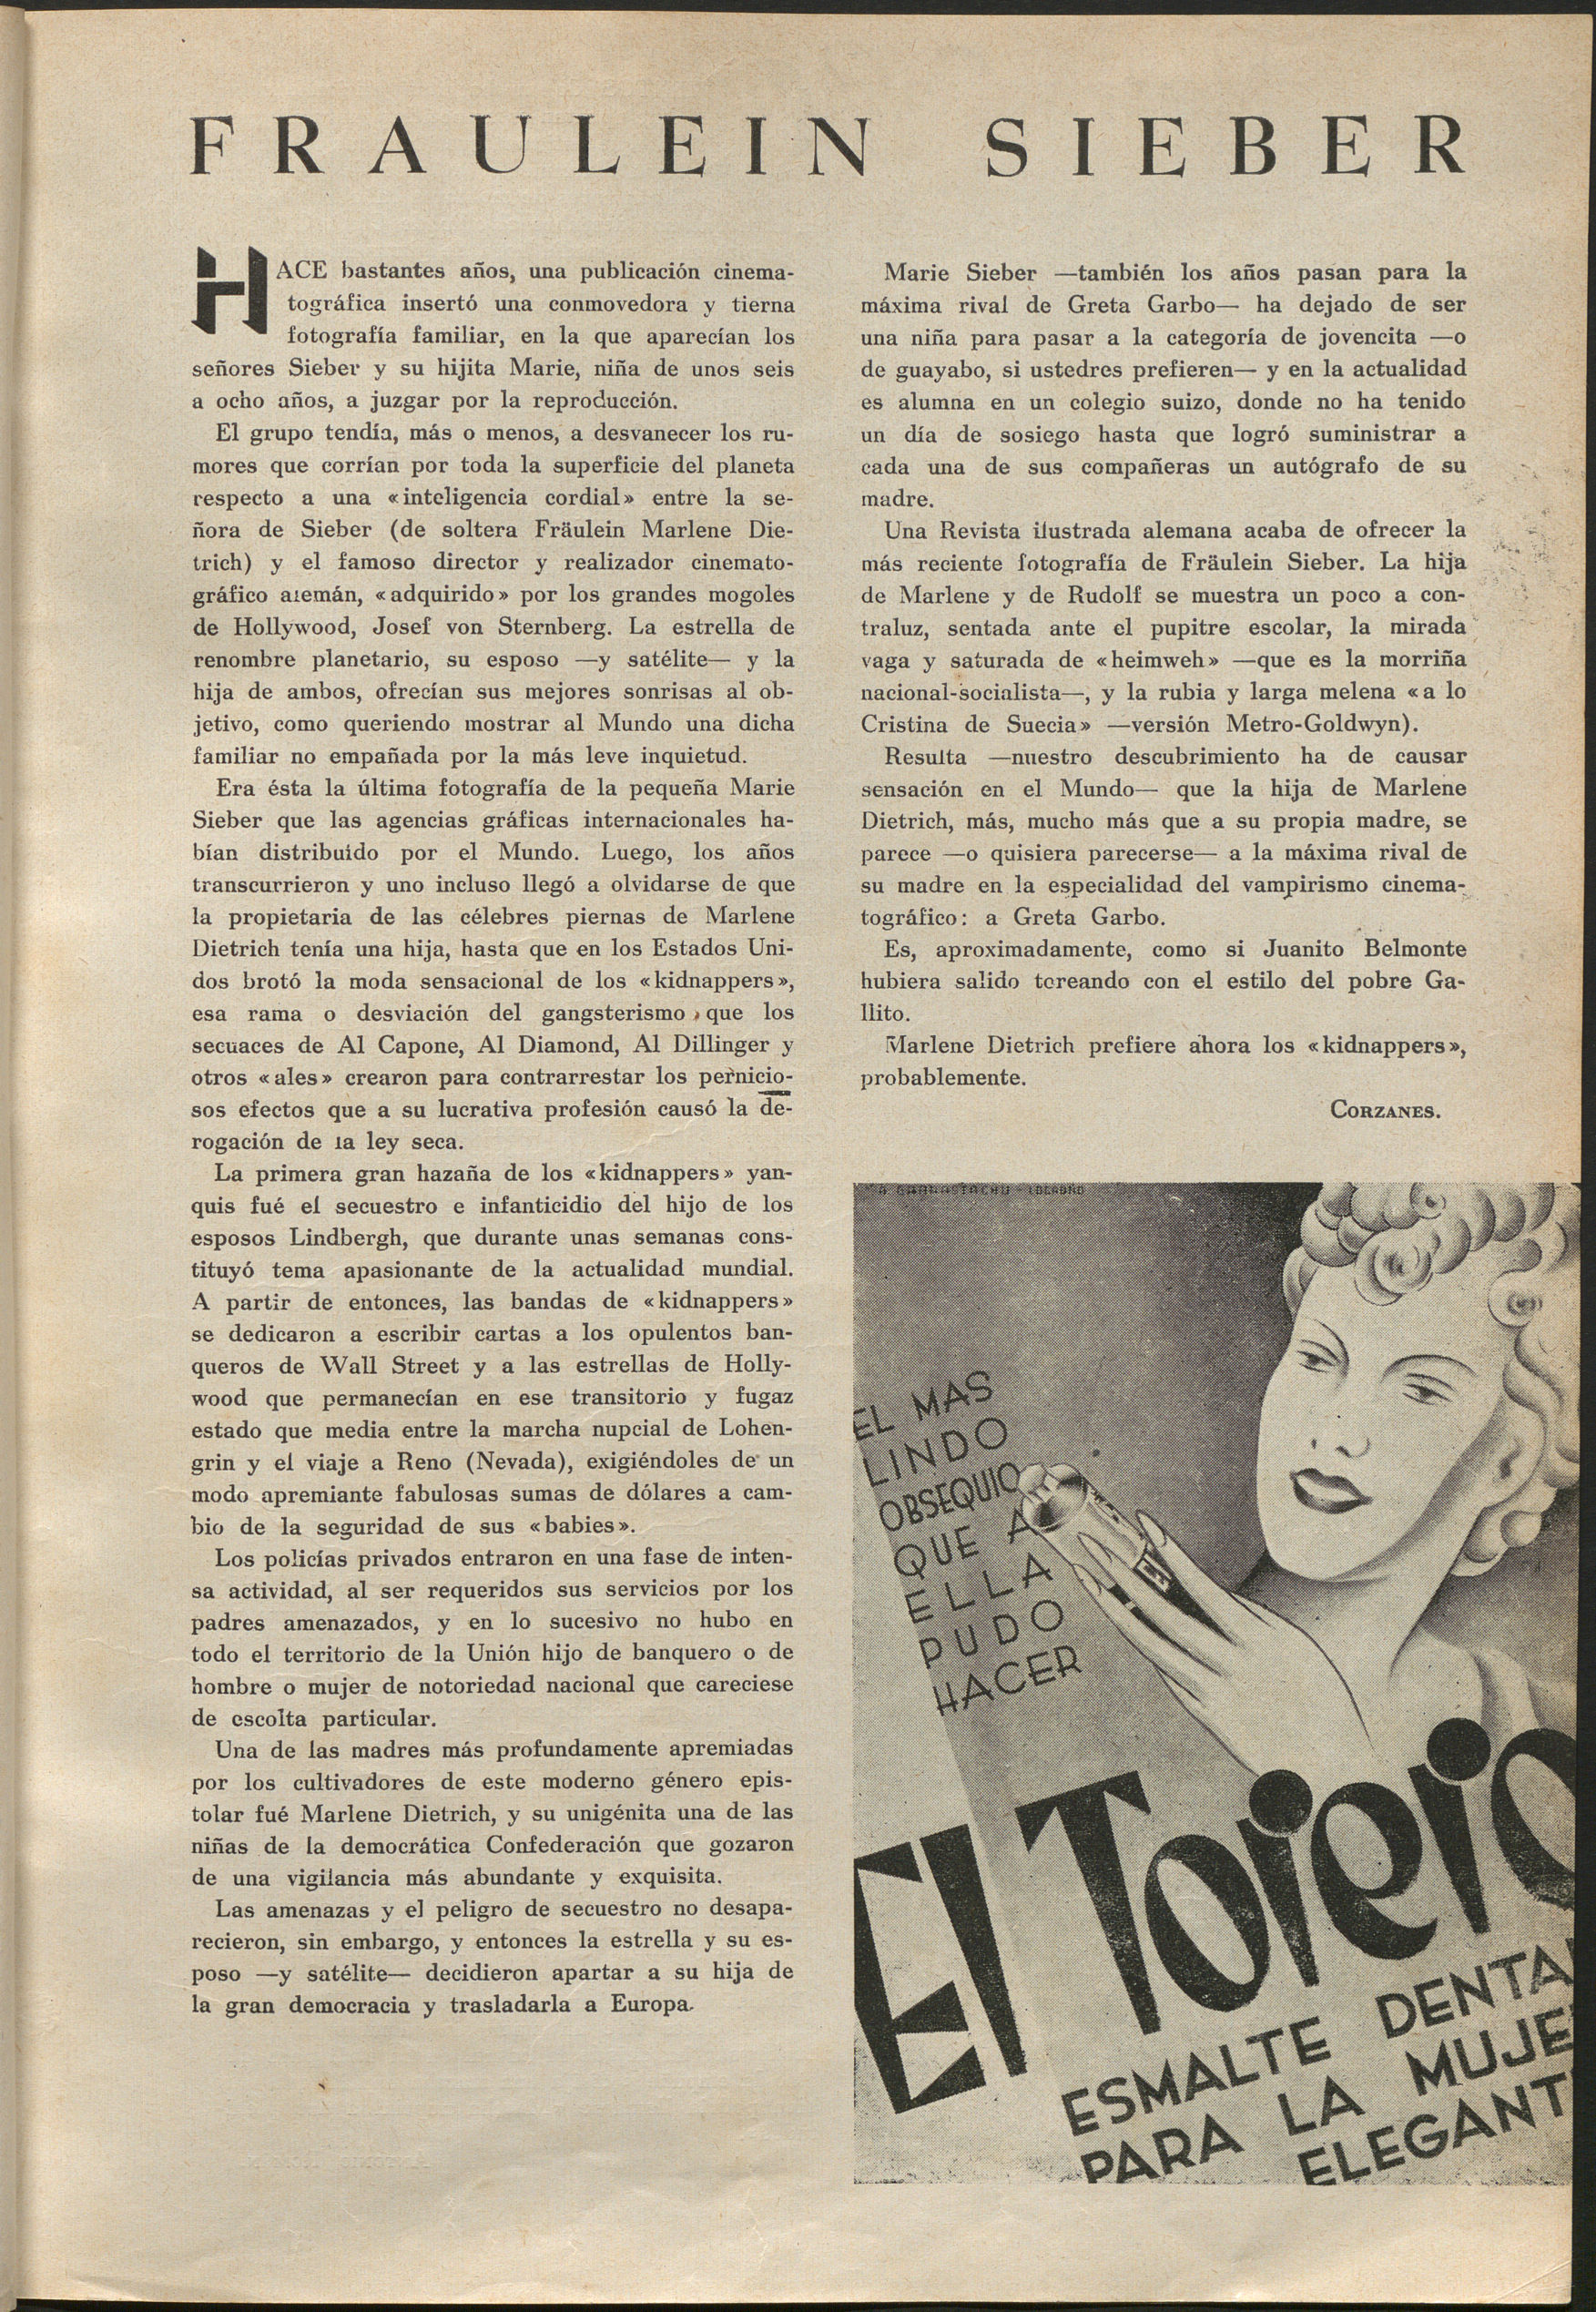 FRAULEIN SIEBER
HACE bastantes años, una publicación cinema-
tográfica insertó una conmovedora y tierna
fotografía familiar, en la que aparecían los
señores Sieber y su hijita Marie, niña de unos seis
a ocho años, a juzgar por la reproducción.
El grupo tendía, más o menos, a desvanecer los ru-
mores que corrían por toda la superficie del planeta
respecto a una «inteligencia cordial» entre la se-
ñora de Sieber (de soltera Fräulein Marlene Die-
trich) y el famoso director y realizador cinemato-
gráfico alemán, «adquirido» por los grandes mogoles
de Hollywood, Josef von Sternberg. La estrella de
renombre planetario, su esposo —y satélite— y la
hija de ambos, ofrecían sus mejores sonrisas al ob-
jetivo, como queriendo mostrar al Mundo una dicha
familiar no empañada por la más leve inquietud.
Era ésta la última fotografía de la pequeña Marie
Sieber que las agencias gráficas internacionales ha-
bían distribuido por el Mundo. Luego, los años
transcurrieron y uno incluso llegó a olvidarse de que
la propietaria de las célebres piernas de Marlene
Dietrich tenía una hija, hasta que en los Estados Uni-
dos brotó la moda sensacional de los «kidnappers»,
esa rama o desviación del gangsterismo que los
secuaces de Al Capone, Al Diamond, Al Dillinger y
otros «ales» crearon para contrarrestar los pernicio-
sos efectos que a su lucrativa profesión causó la de-
rogación de la ley seca.
La primera gran hazaña de los «kidnappers» yan-
quis fué el secuestro e infanticidio del hijo de los
esposos Lindbergh, que durante unas semanas cons-
tituyó tema apasionante de la actualidad mundial.
A partir de entonces, las bandas de «kidnappers»
se dedicaron a escribir cartas a los opulentos ban-
queros de Wall Street y a las estrellas de Holly-
wood que permanecían en ese transitorio y fugaz
estado que media entre la marcha nupcial de Lohen-
grin y el viaje a Reno (Nevada), exigiéndoles de un
modo apremiante fabulosas sumas de dólares a cam-
bio de la seguridad de sus «babies».
Los policías privados entraron en una fase de inten-
sa actividad, al ser requeridos sus servicios por los
padres amenazados, y en lo sucesivo no hubo en
todo el territorio de la Unión hijo de banquero o de
hombre o mujer de notoriedad nacional que careciese
de escolta particular.
Una de las madres más profundamente apremiadas
por los cultivadores de este moderno género epis-
tolar fué Marlene Dietrich, y su unigénita una de las
niñas de la democrática Confederación que gozaron
de una vigilancia más abundante y exquisita.
Las amenazas y el peligro de secuestro no desapa-
recieron, sin embargo, y entonces la estrella y su es-
poso —y satélite— decidieron apartar a su hija de
la gran democracia y trasladarla a Europa.
Marie Sieber —también los años pasan para la
máxima rival de Greta Garbo— ha dejado de ser
una niña para pasar a la categoría de jovencita —o
de guayabo, si ustedres prefieren— y en la actualidad
es alumna en un colegio suizo, donde no ha tenido
un día de sosiego hasta que logró suministrar a
cada una de sus compañeras un autógrafo de su
madre.
Una Revista ilustrada alemana acaba de ofrecer la
más reciente fotografía de Fräulein Sieber. La hija
de Marlene y de Rudolf se muestra un poco a con-
traluz, sentada ante el pupitre escolar, la mirada
vaga y saturada de «heimweh» —que es la morriña
nacional-socialista—, y la rubia y larga melena «a lo
Cristina de Suecia» —versión Metro-Goldwyn).
Resulta —nuestro descubrimiento ha de causar
sensación en el Mundo— que la hija de Marlene
Dietrich, más, mucho más que a su propia madre, se
parece —o quisiera parecerse— a la máxima rival de
su madre en la especialidad del vampirismo cinema-
tográfico: a Greta Garbo.
Es, aproximadamente, como si Juanito Belmonte
hubiera salido toreando con el estilo del pobre Ga-
llito.
Marlene Dietrich prefiere ahora los «kidnappers»,
probablemente.
CORZANES.
EL MAS
LINDO
OBSEQUIO
QUE A
ELLA
PUDO
HACER
El Torero
ESMALTE DENTAL
PARA LA MUJE
ELEGANT